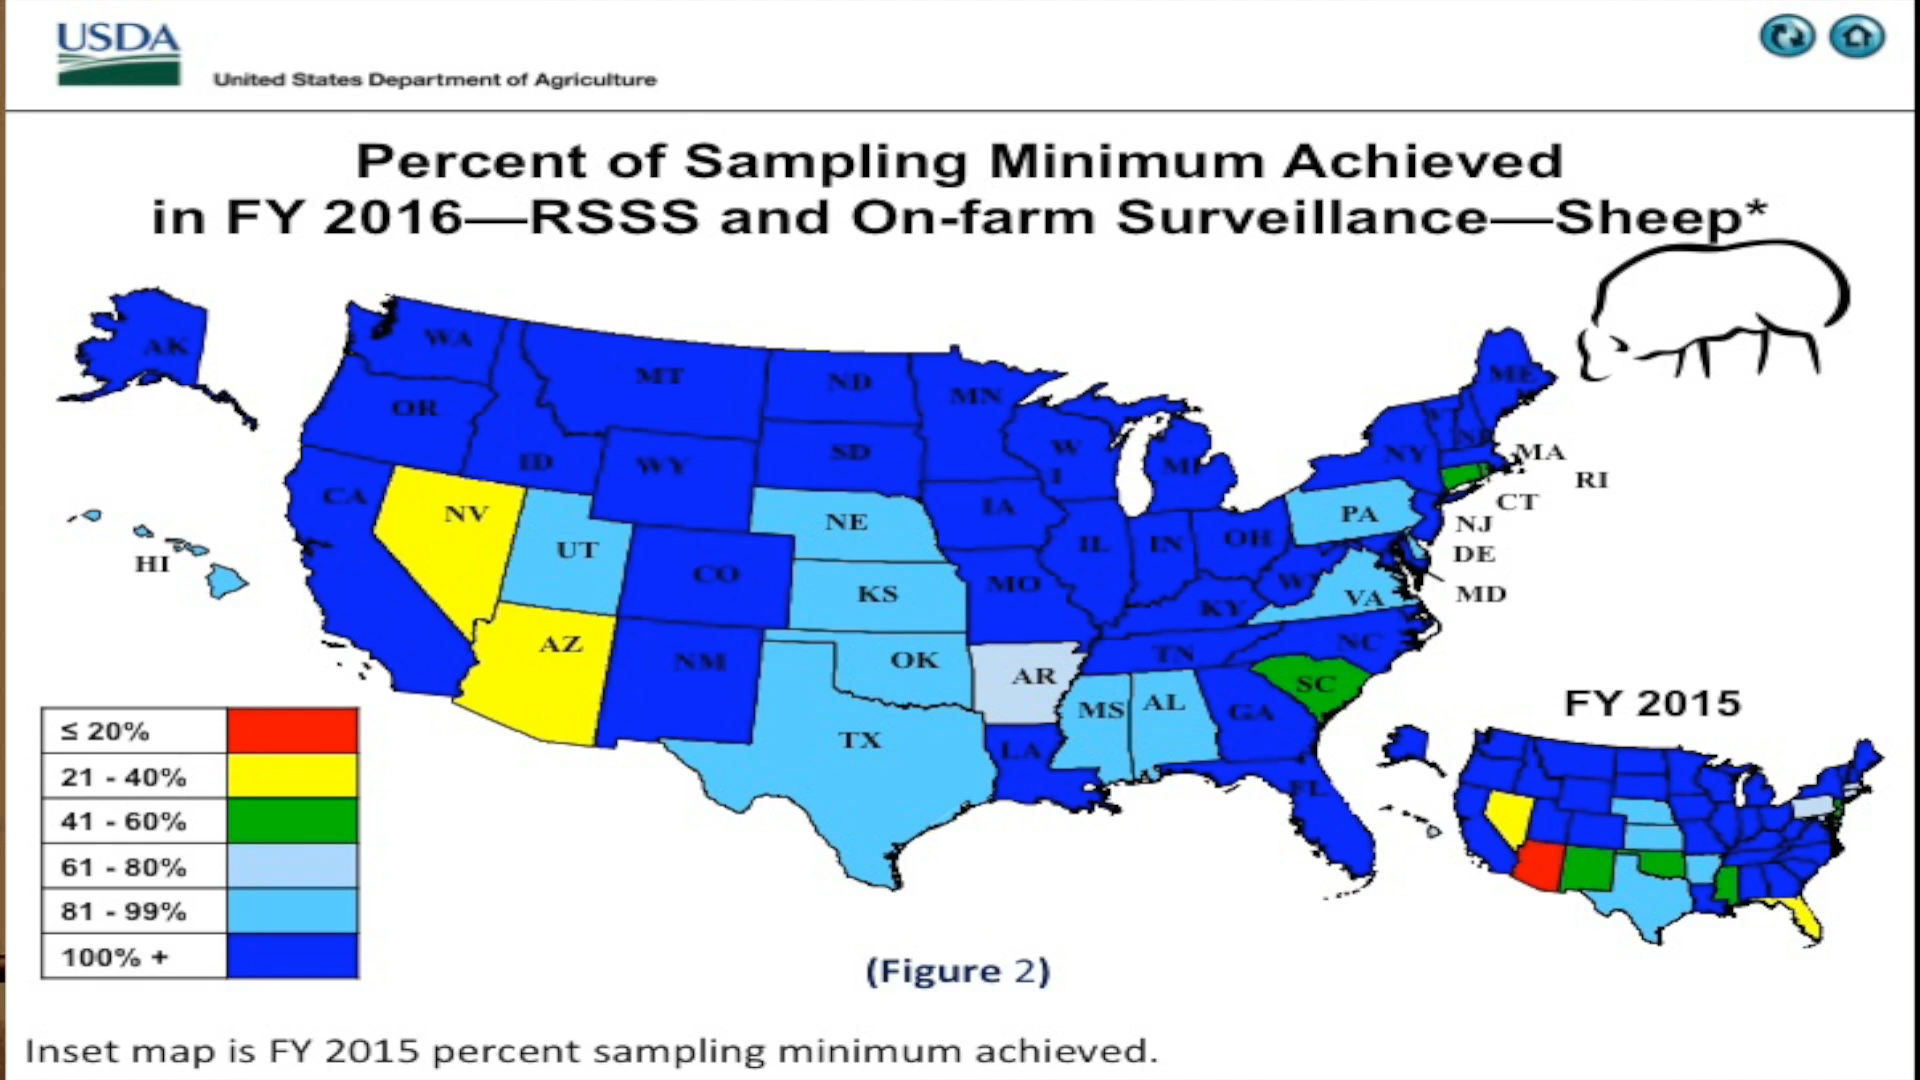 USDA
United States Department of Agriculture
Percent of Sampling Minimum Achieved
in FY 2016—RSSS and On-farm Surveillance—Sheep*
AK
WA
MT
ND
MN
ME
OR
ID
WY
SD
W
I
MI
NY
MA
RI
CT
NJ
DE
MD
CA
NV
UT
CO
NE
IA
IL
IN
OH
PA
HI
KS
MO
KY
VA
AZ
NM
OK
AR
TN
NC
SC
MS
AL
GA
TX
LA
FL
FY 2015
≤ 20%
21 - 40%
41 - 60%
61 - 80%
81 - 99%
100% +
(Figure 2)
Inset map is FY 2015 percent sampling minimum achieved.